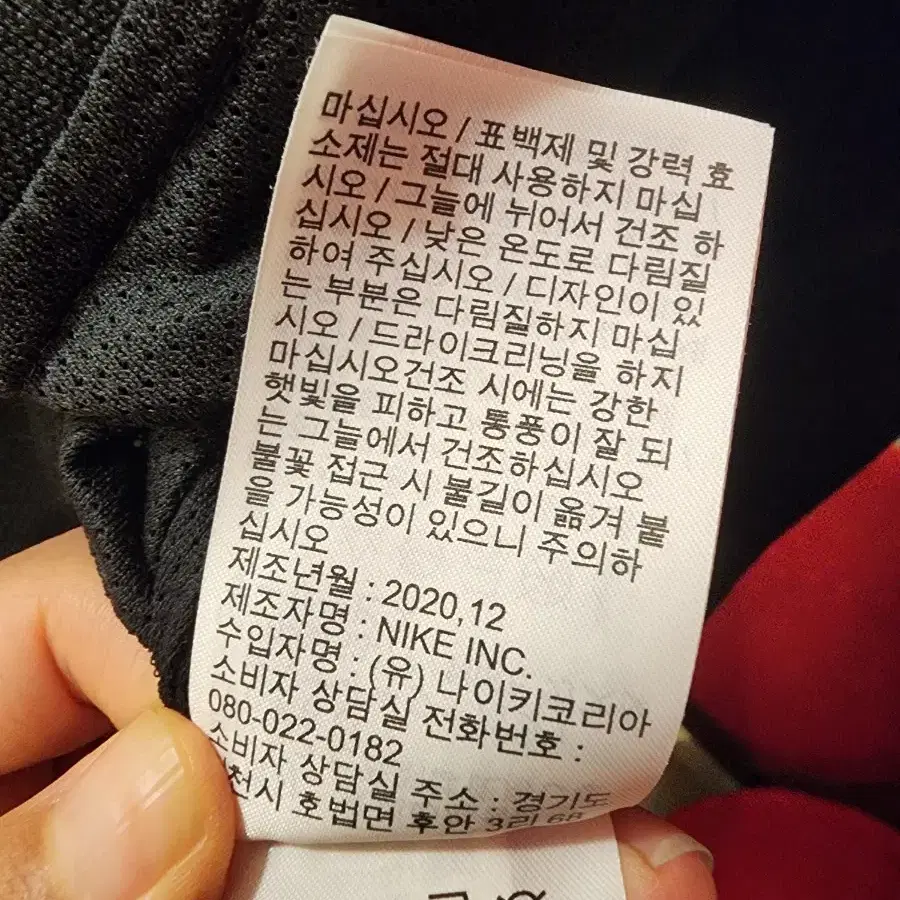 마십시오 / 표백제 및 강력 효
소제는 절대 사용하지 마십
시오 / 그늘에 뉘어서 건조 하
십시오 / 낮은 온도로 다림질
하여 주십시오 / 디자인이 있
는 부분은 다림질하지 마십
시오 / 드라이크리닝을 하지
마십시오건조 시에는 강한
햇빛을 피하고 통풍이 잘 되
는 그늘에서 건조하십시오
불꽃 접근 시 불길이 옮겨 붙
을 가능성이 있으니 주의하
십시오
제조년월 : 2020,12
제조자명 : NIKE INC.
수입자명 : (유) 나이키코리아
소비자 상담실 전화번호 :
080-022-0182
소비자 상담실 주소 : 경기도
천시 호법면 후안 3리 68